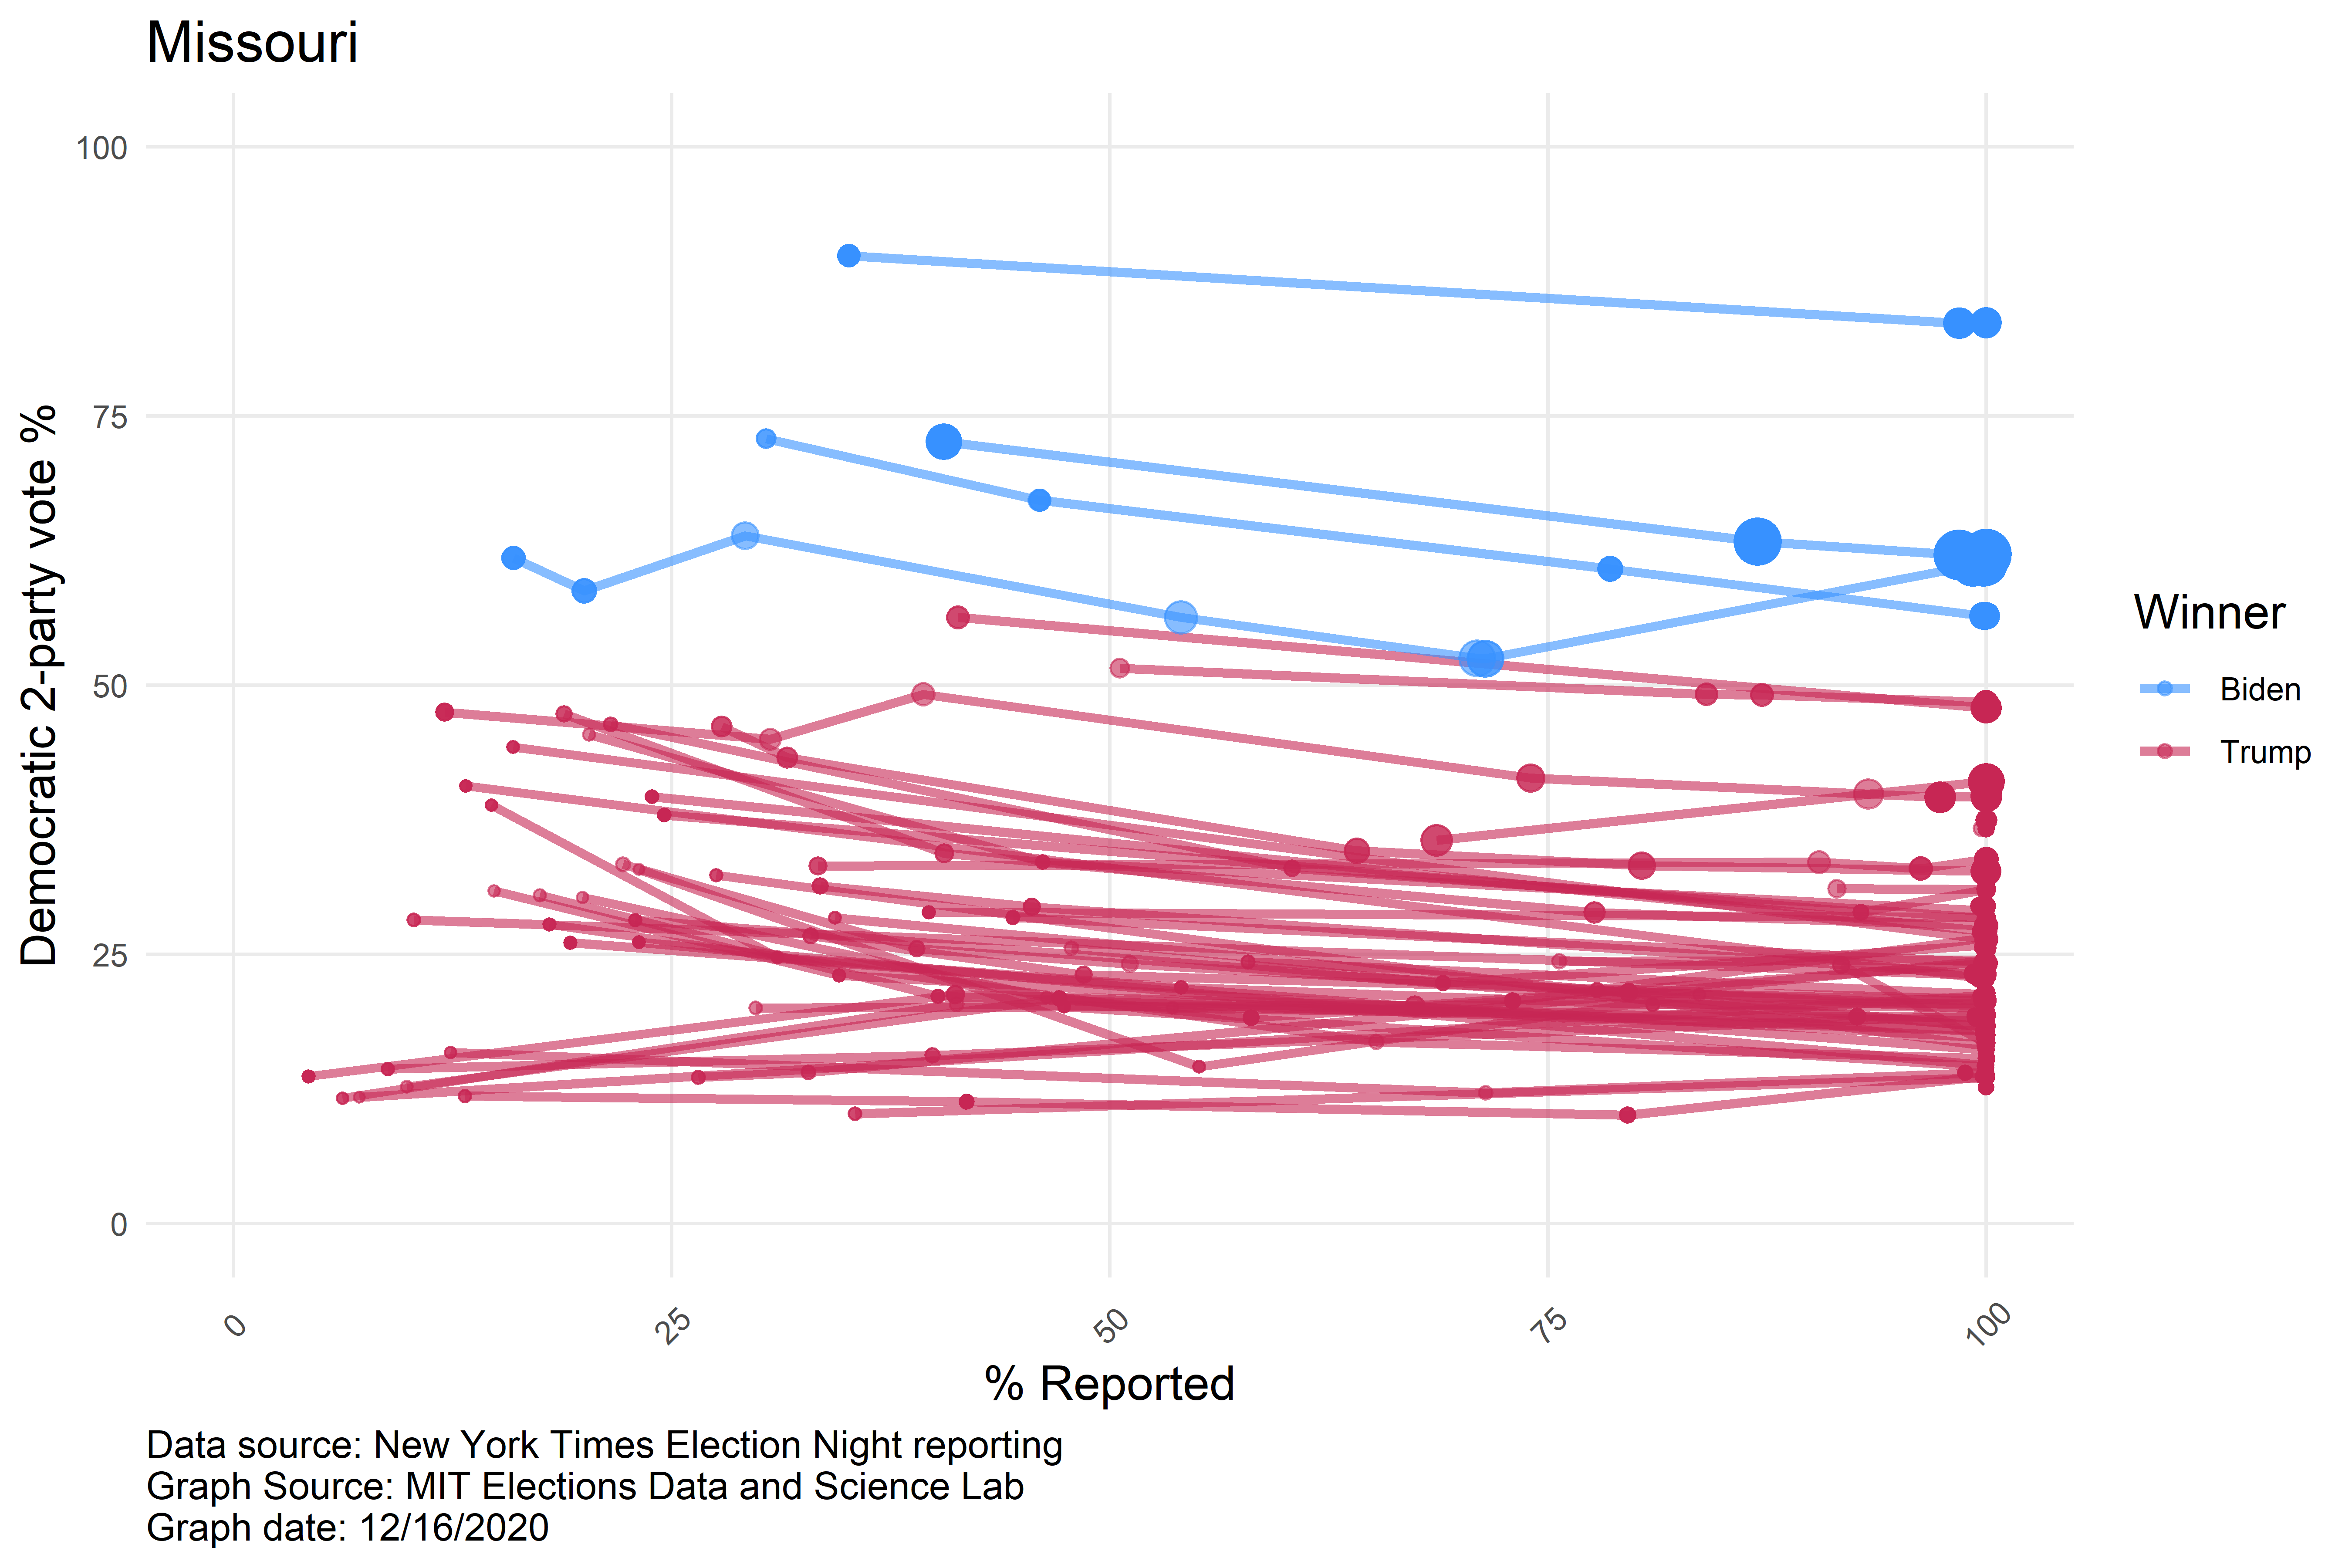 Missouri
100
75
50
25
0
Democratic 2-party vote %
0
25
50
75
100
% Reported
Winner
Biden
Trump
Data source: New York Times Election Night reporting
Graph Source: MIT Elections Data and Science Lab
Graph date: 12/16/2020